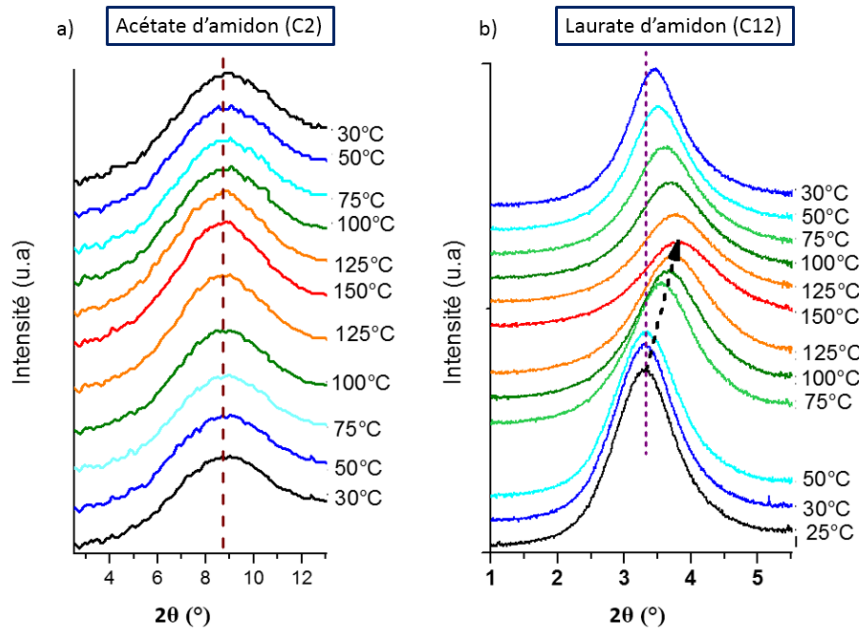 a)
Acétate d'amidon (C2)
Intensité (u.a)
30°C
50°C
75°C
100°C
125°C
150°C
125°C
100°C
75°C
50°C
30°C
4 6 8 10 12
2θ (°)
b)
Laurate d'amidon (C12)
Intensité (u.a)
30°C
50°C
75°C
100°C
125°C
150°C
125°C
100°C
75°C
50°C
30°C
25°C
1 2 3 4 5
2θ (°)